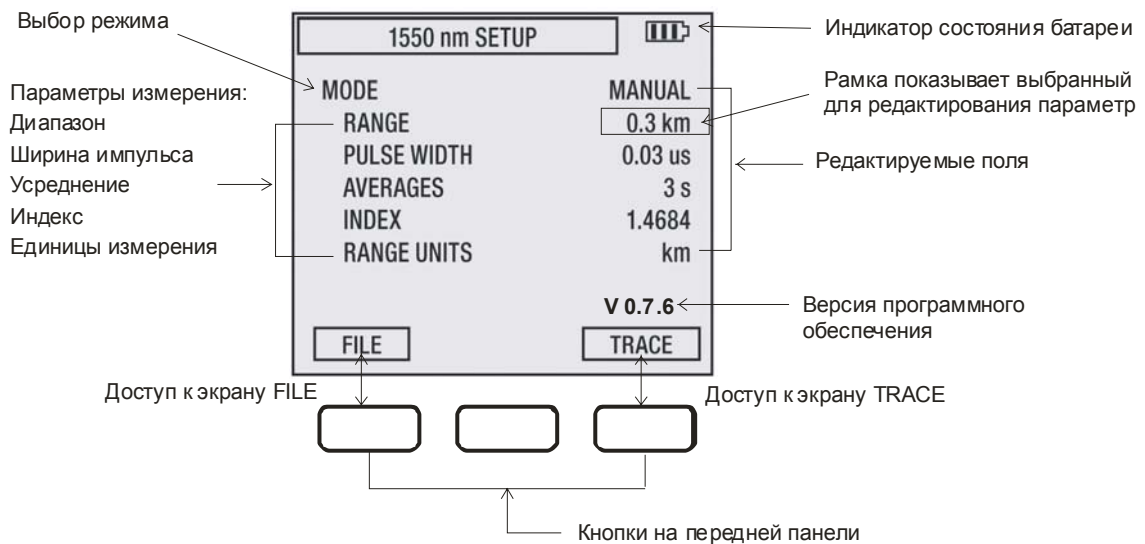 Выбор режима
1550 nm SETUP
Индикатор состояния батареи
MODE
MANUAL
Рамка показывает выбранный
для редактирования параметр
Параметры измерения:
Диапазон
RANGE
0.3 km
Ширина импульса
PULSE WIDTH
0.03 us
Редактируемые поля
Усреднение
AVERAGES
3 s
Индекс
INDEX
1.4684
Единицы измерения
RANGE UNITS
km
V 0.7.6
Версия программного
обеспечения
FILE
TRACE
Доступ к экрану FILE
Доступ к экрану TRACE
Кнопки на передней панели